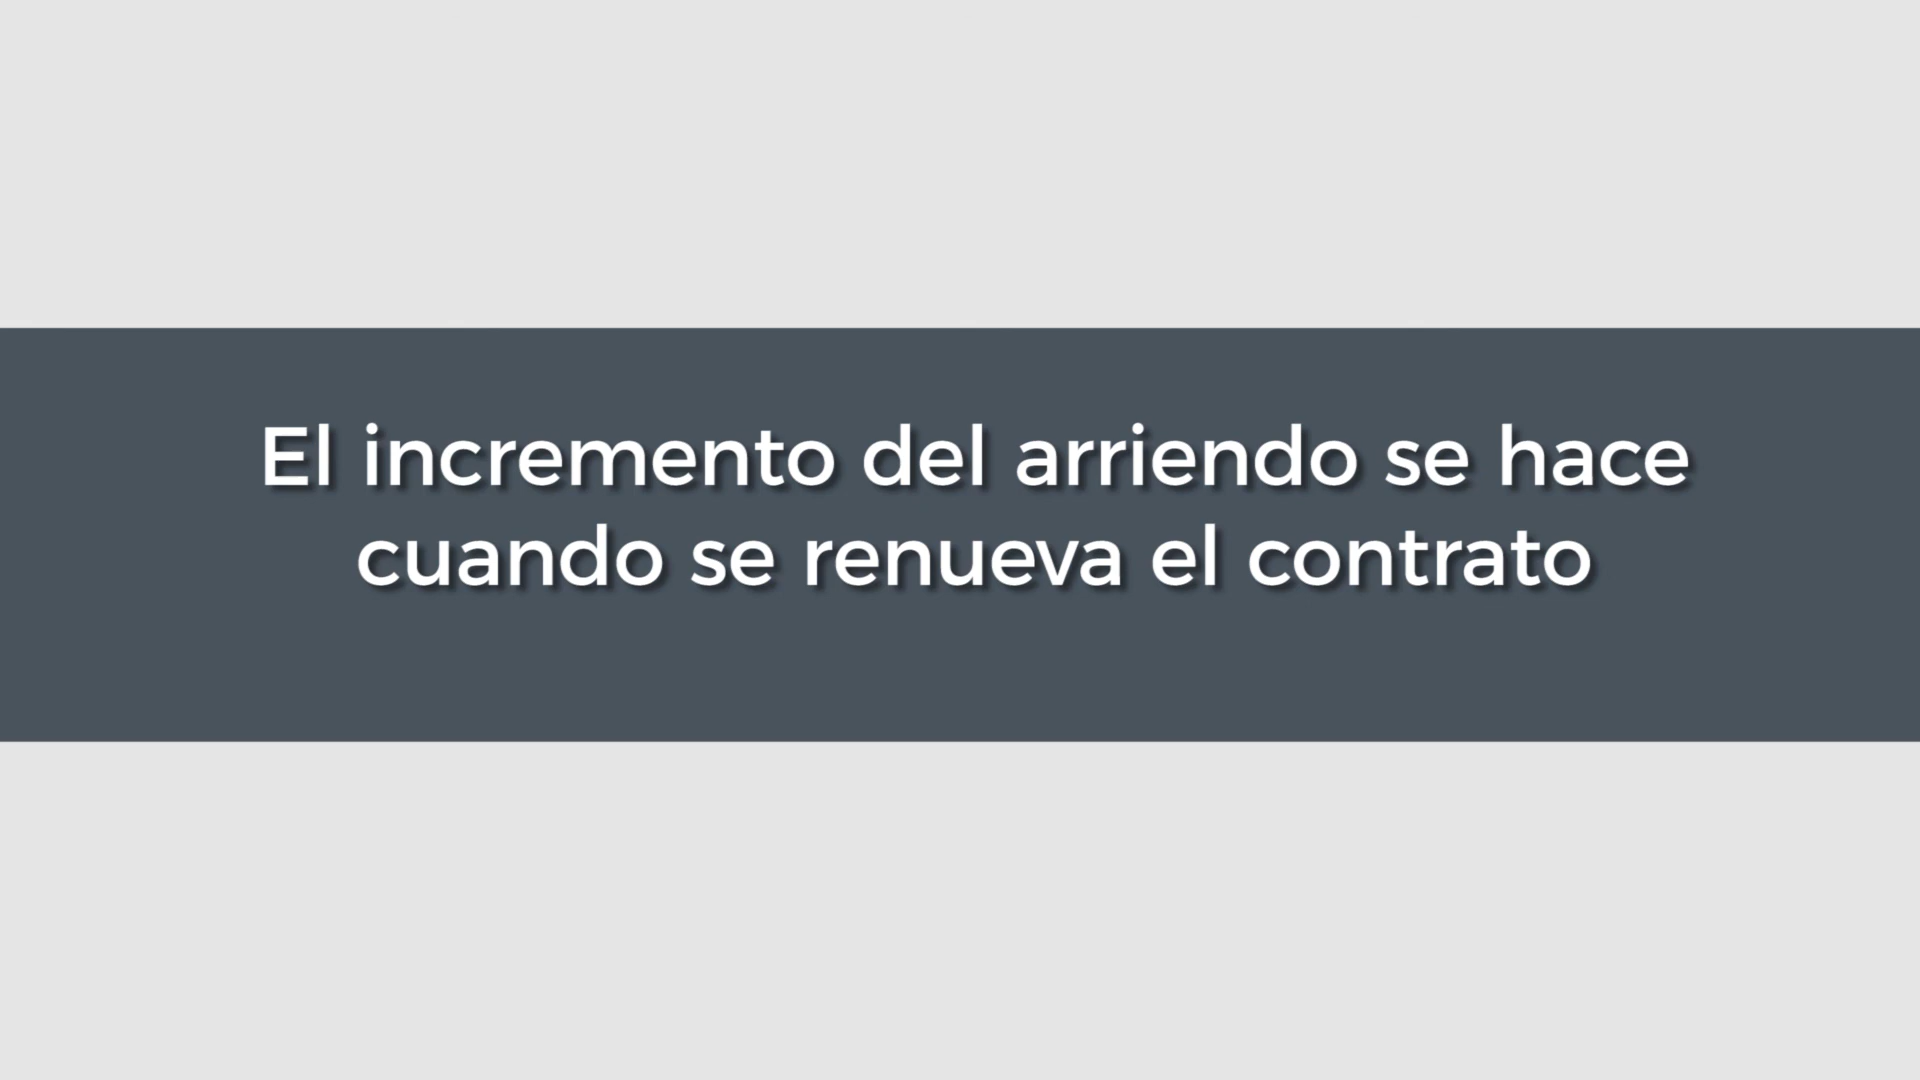 El incremento del arriendo se hace
cuando se renueva el contrato